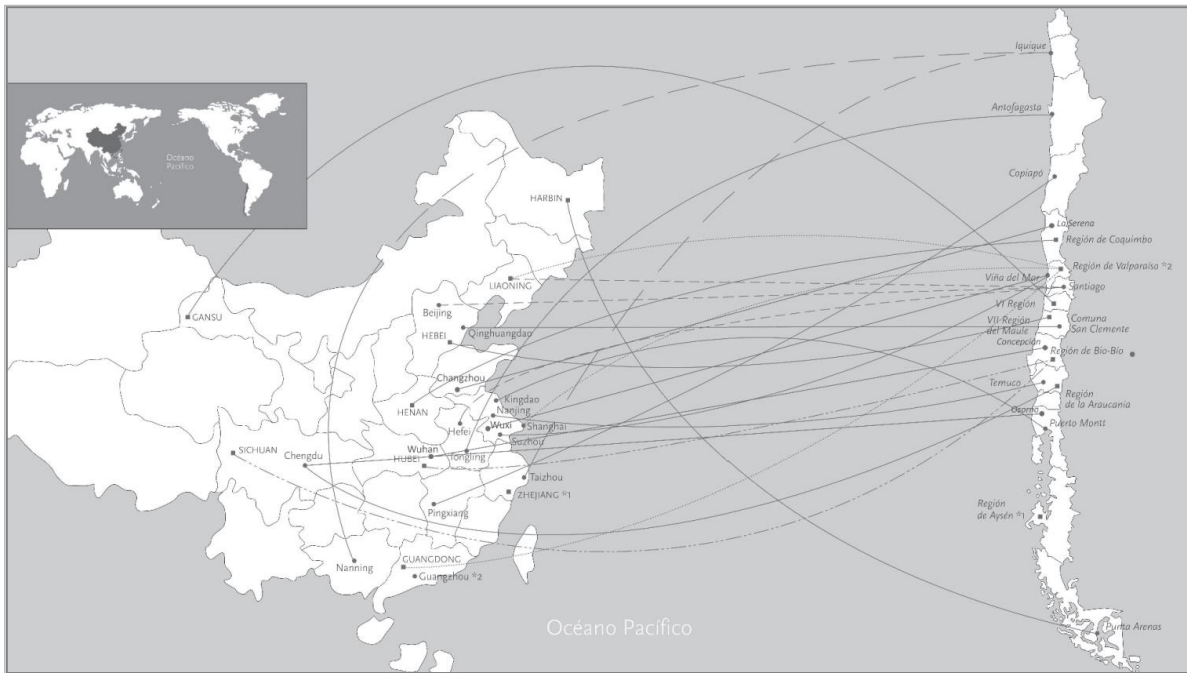 Océano
Pacífico
HARBIN
LIAONING
Beijing
GANSU
HEBEI
Qinghuangdao
Changzhou
Kingdao
HENAN
Nanjing
Hefei
Wuxi
Shanghái
Suzhou
SICHUAN
Wuhan
Chengdu
HUBEI
Tongling
Taizhou
ZHEJIANG *1
Pingxiang
Nanning
GUANGDONG
Guangzhou *2
Océano Pacífico
Iquique
Antofagasta
Copiapó
La Serena
Región de Coquimbo
Región de Valparaíso *2
Viña del Mar
Santiago
VI Región
VII Región
del Maule
Comuna
San Clemente
Concepción
Región de Bío-Bío
Temuco
Región
de la Araucanía
Osorno
Puerto Montt
Región
de Aysén *1
Punta Arenas